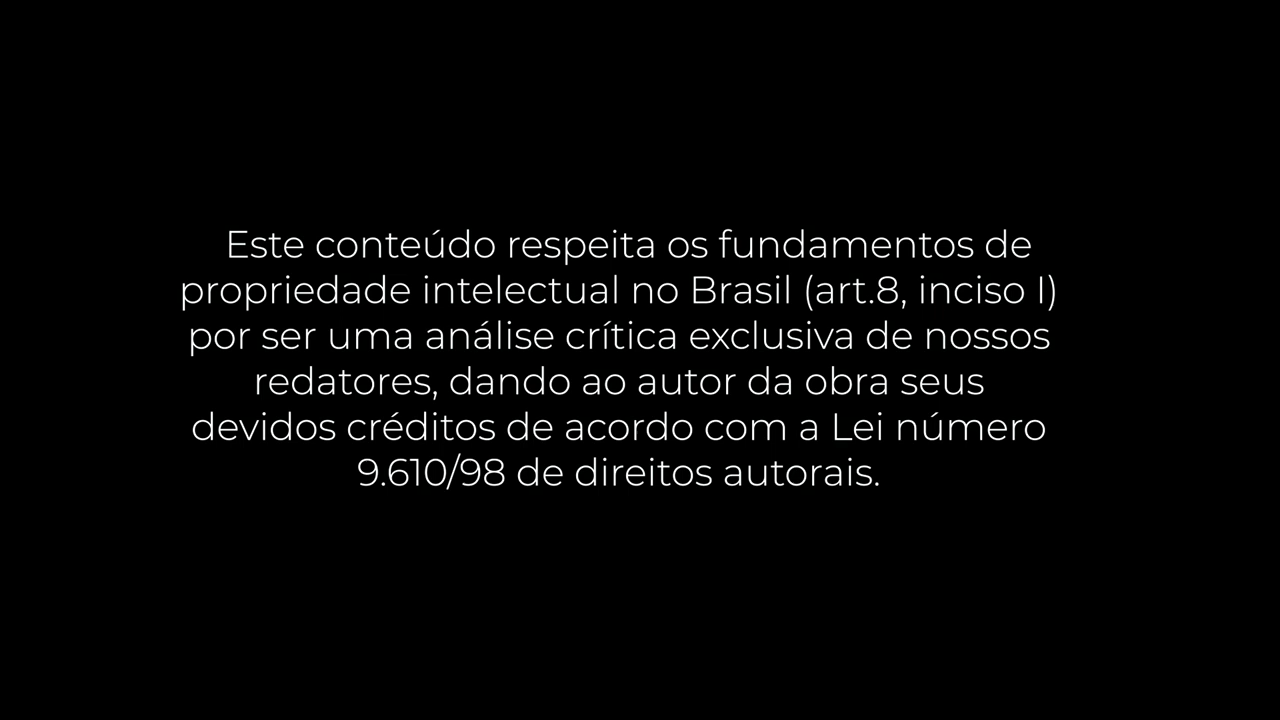 Este conteúdo respeita os fundamentos de
propriedade intelectual no Brasil (art.8, inciso I)
por ser uma análise crítica exclusiva de nossos
redatores, dando ao autor da obra seus
devidos créditos de acordo com a Lei número
9.610/98 de direitos autorais.